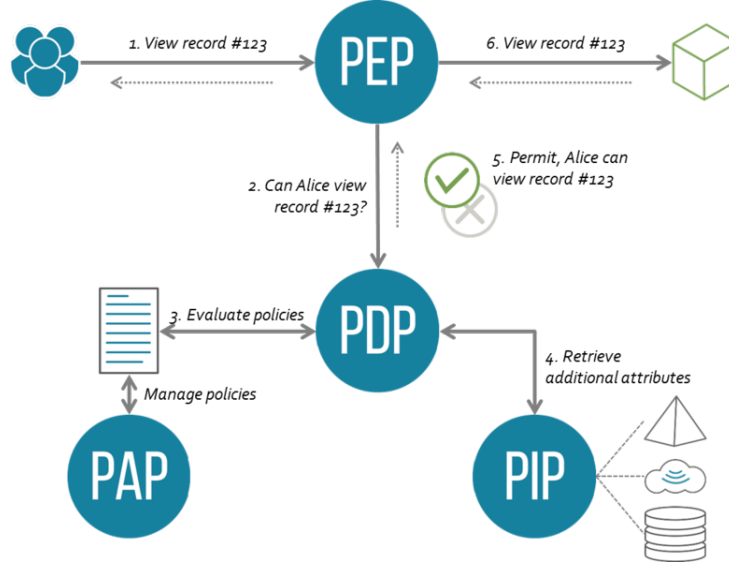 1. View record #123
PEP
6. View record #123
2. Can Alice view
record #123?
5. Permit, Alice can
view record #123
3. Evaluate policies
PDP
4. Retrieve
additional attributes
Manage policies
PAP
PIP